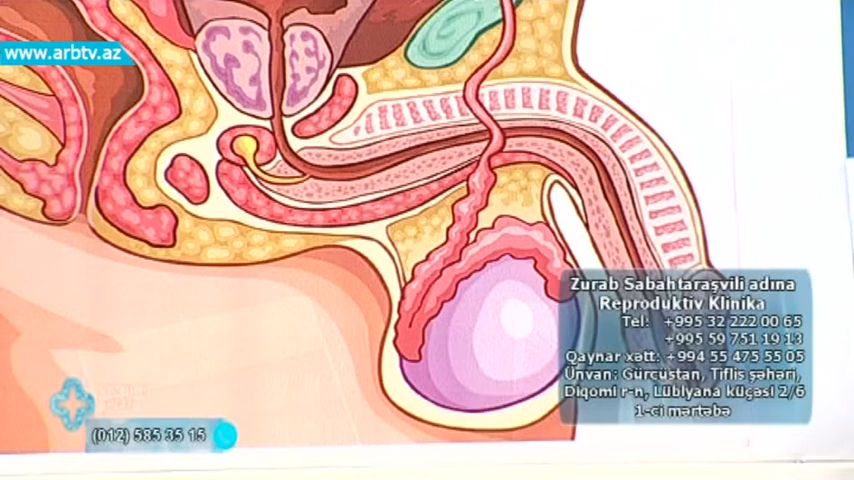 www.arbtv.az
Zurab Sabahtaraşvili adına
Reproduktiv Klinika
Tel: +995 32 222 00 65
+995 59 751 19 13
Qaynar xətt: +994 55 475 55 05
Ünvan: Gürcüstan, Tiflis şəhəri,
Diqomi r-n, Lüblyana küçəsi 2/6
1-ci mərtəbə
(012) 585 35 15